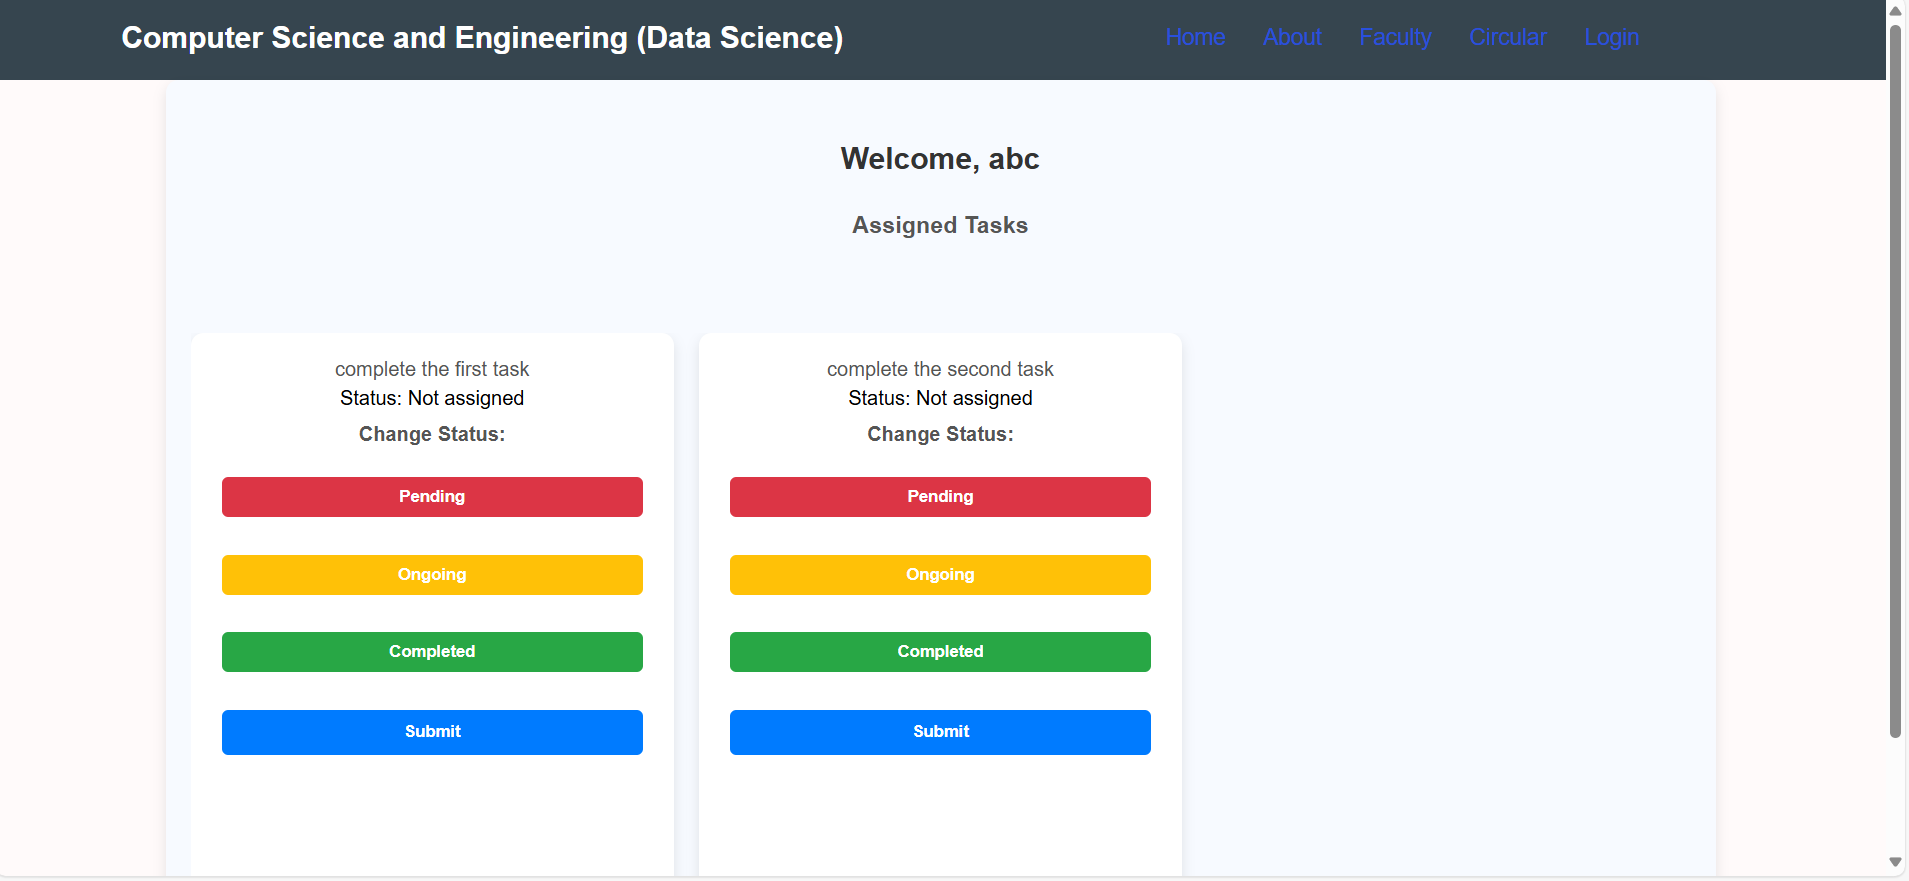 Computer Science and Engineering (Data Science)
Home About Faculty Circular Login
Welcome, abc
Assigned Tasks
complete the first task
Status: Not assigned
Change Status:
Pending
Ongoing
Completed
Submit
complete the second task
Status: Not assigned
Change Status:
Pending
Ongoing
Completed
Submit